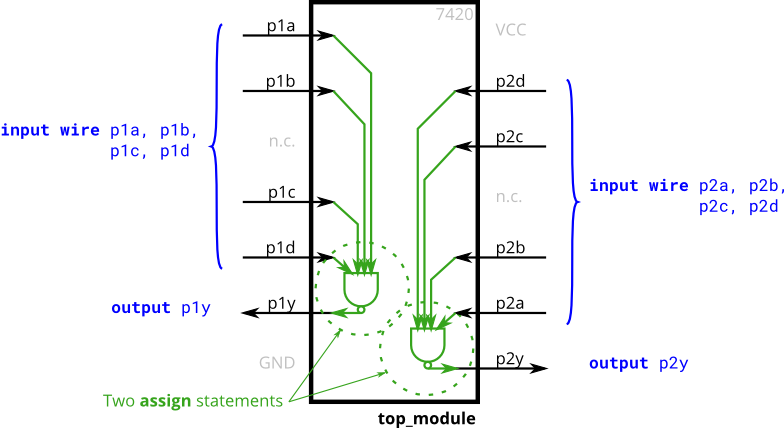 7420
p1a
VCC
p1b
p2d
input wire p1a, p1b,
p1c, p1d
n.c.
p2c
p1c
n.c.
input wire p2a, p2b,
p2c, p2d
p1d
p2b
output p1y
p1y
p2a
GND
p2y
output p2y
Two assign statements
top_module